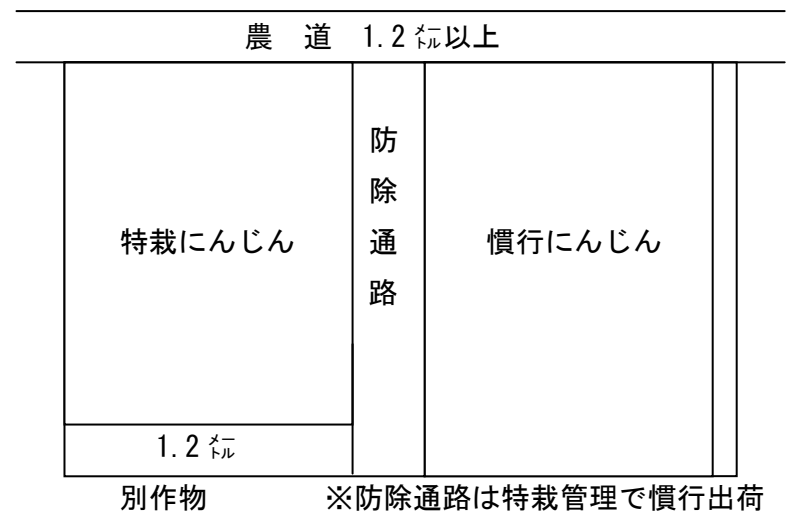 農　道　1.2㍍以上
特栽にんじん
防除通路
慣行にんじん
1.2㍍
別作物
※防除通路は特栽管理で慣行出荷